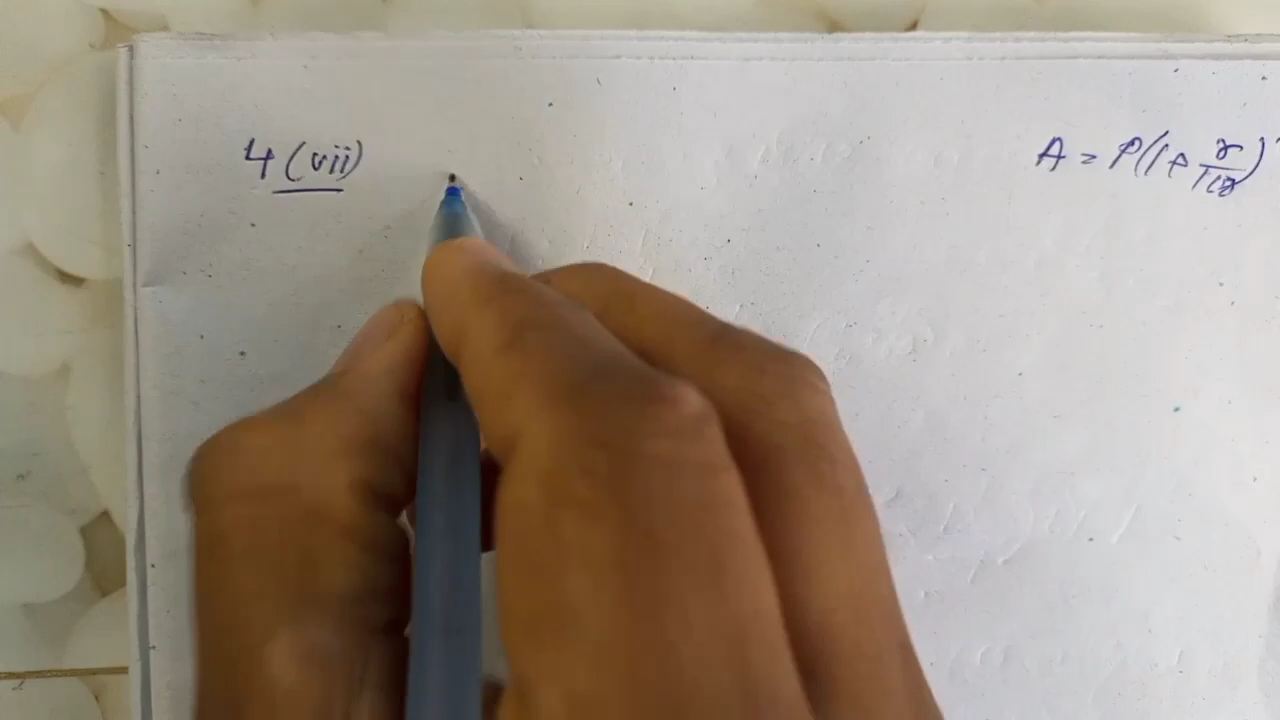 4 (vii)
A = P(1+ r/100)